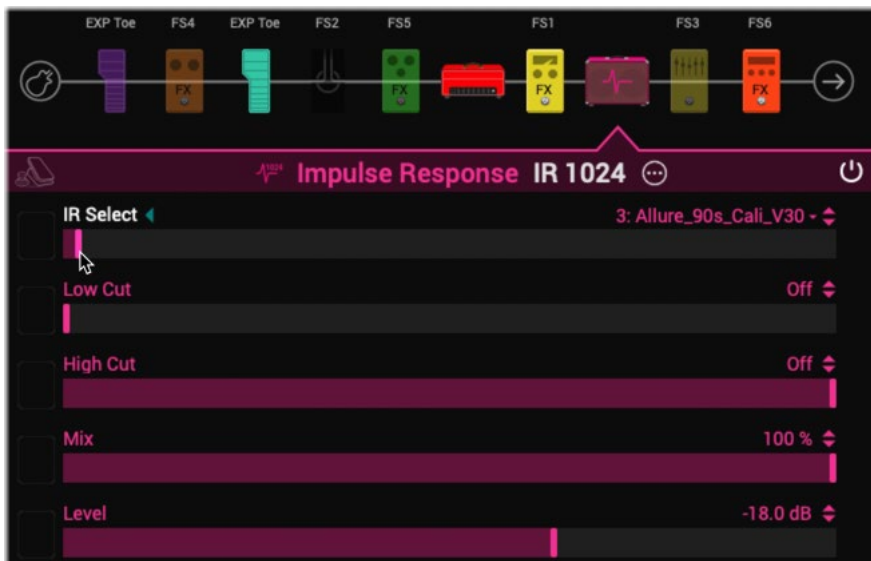 EXP Toe FS4 EXP Toe FS2 FS5 FS1 FS3 FS6
FX FX FX FX
1024 Impulse Response IR 1024
IR Select 3: Allure_90s_Cali_V30 -
Low Cut Off
High Cut Off
Mix 100 %
Level -18.0 dB